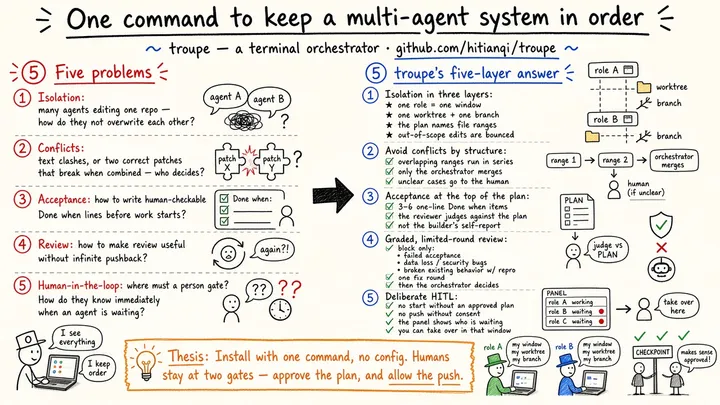 One command to keep a multi-agent system in order
~ troupe — a terminal orchestrator · github.com/hitianqi/troupe ~
5 Five problems
1 Isolation:
many agents editing one repo —
how do they not overwrite each other?
agent A
agent B
?
2 Conflicts:
text clashes, or two correct patches
that break when combined — who decides?
patch X
patch Y
?
3 Acceptance: how to write human-checkable
Done when lines before work starts?
Done when:
4 Review: how to make review useful
without infinite pushback?
again?!
5 Human-in-the-loop: where must a person gate?
How do they know immediately
when an agent is waiting?
??
??
5 troupe's five-layer answer
1 Isolation in three layers:
★ one role = one window
★ one worktree + one branch
★ the plan names file ranges
★ out-of-scope edits are bounced
role A
worktree
branch
role B
branch
2 Avoid conflicts by structure:
✓ overlapping ranges run in series
✓ only the orchestrator merges
✓ unclear cases go to the human
range 1
range 2
orchestrator
merges
human
(if unclear)
3 Acceptance at the top of the plan:
✓ 3–6 one-line Done when items
✓ the reviewer judges against the plan
✓ not the builder's self-report
PLAN
judge vs
PLAN
4 Graded, limited-round review:
✓ block only:
• failed acceptance
• data loss / security bugs
• broken existing behavior w/ repro
✓ one fix round
✓ then the orchestrator decides
5 Deliberate HITL:
✓ no start without an approved plan
✓ no push without consent
✓ the panel shows who is waiting
✓ you can take over in that window
PANEL
role A working
role B waiting
role C waiting
take over
here
I see
everything
I keep
order
Thesis: Install with one command, no config. Humans
stay at two gates — approve the plan, and allow the push.
role A
my window
my worktree
my branch
role B
my window
my worktree
my branch
CHECKPOINT
makes sense
approved!